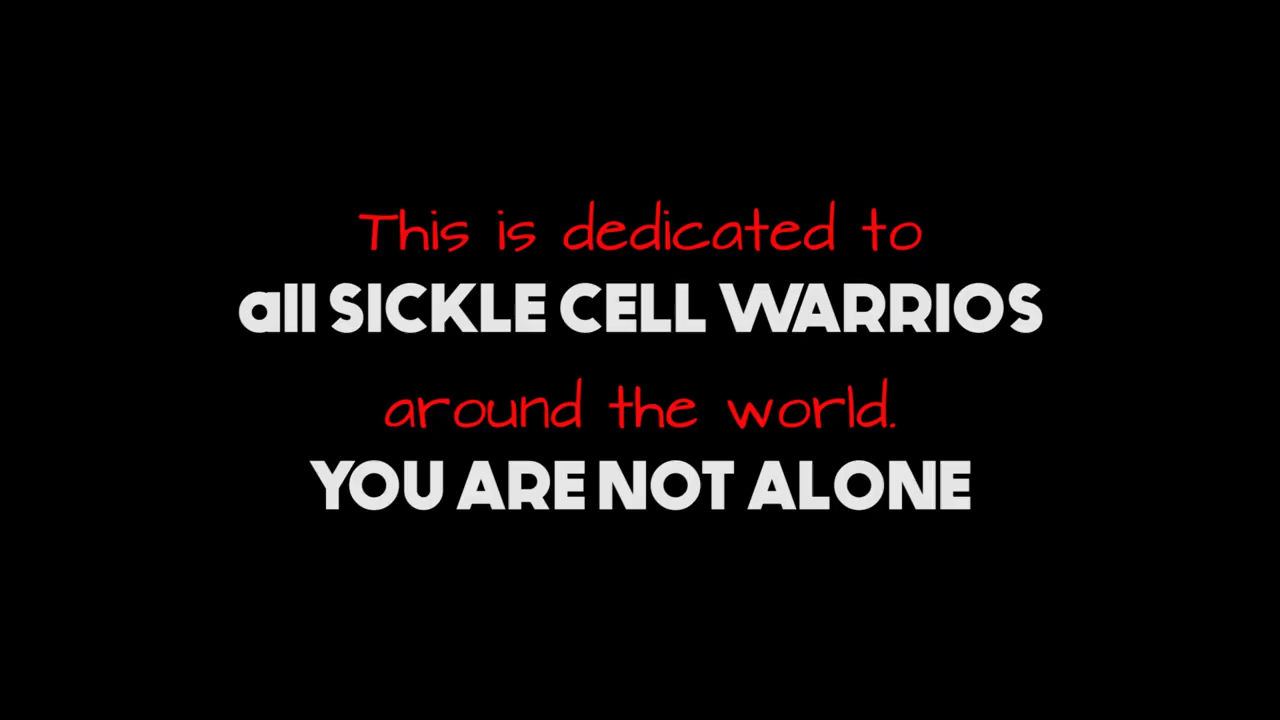 This is dedicated to
all SICKLE CELL WARRIOS
around the world.
YOU ARE NOT ALONE